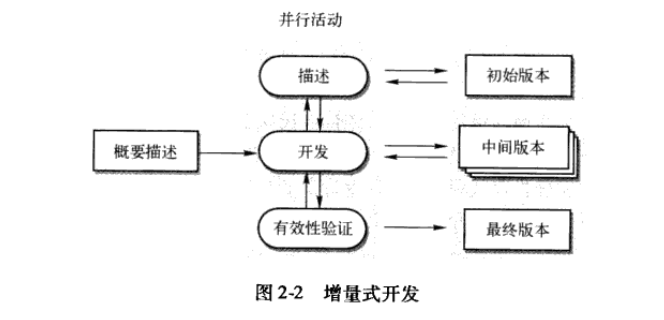 并行活动
描述
初始版本
概要描述
开发
中间版本
有效性验证
最终版本
图2-2 增量式开发